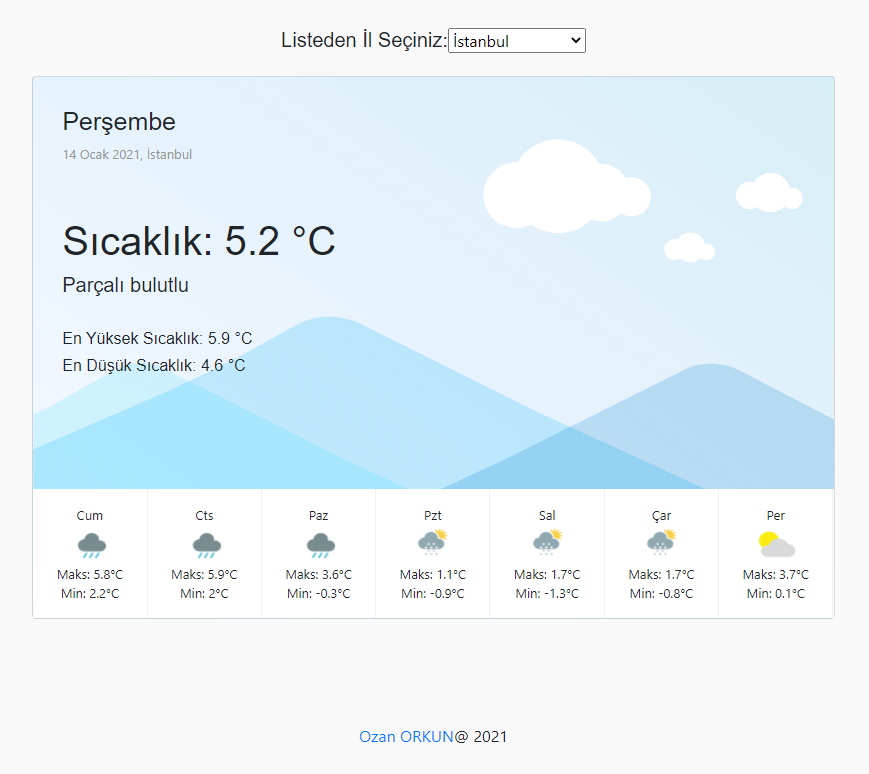 Listeden İl Seçiniz: İstanbul
Perşembe
14 Ocak 2021, İstanbul
Sıcaklık: 5.2 °C
Parçalı bulutlu
En Yüksek Sıcaklık: 5.9 °C
En Düşük Sıcaklık: 4.6 °C
Cum
Maks: 5.8°C
Min: 2.2°C
Cts
Maks: 5.9°C
Min: 2°C
Paz
Maks: 3.6°C
Min: -0.3°C
Pzt
Maks: 1.1°C
Min: -0.9°C
Sal
Maks: 1.7°C
Min: -1.3°C
Çar
Maks: 1.7°C
Min: -0.8°C
Per
Maks: 3.7°C
Min: 0.1°C
Ozan ORKUN@ 2021